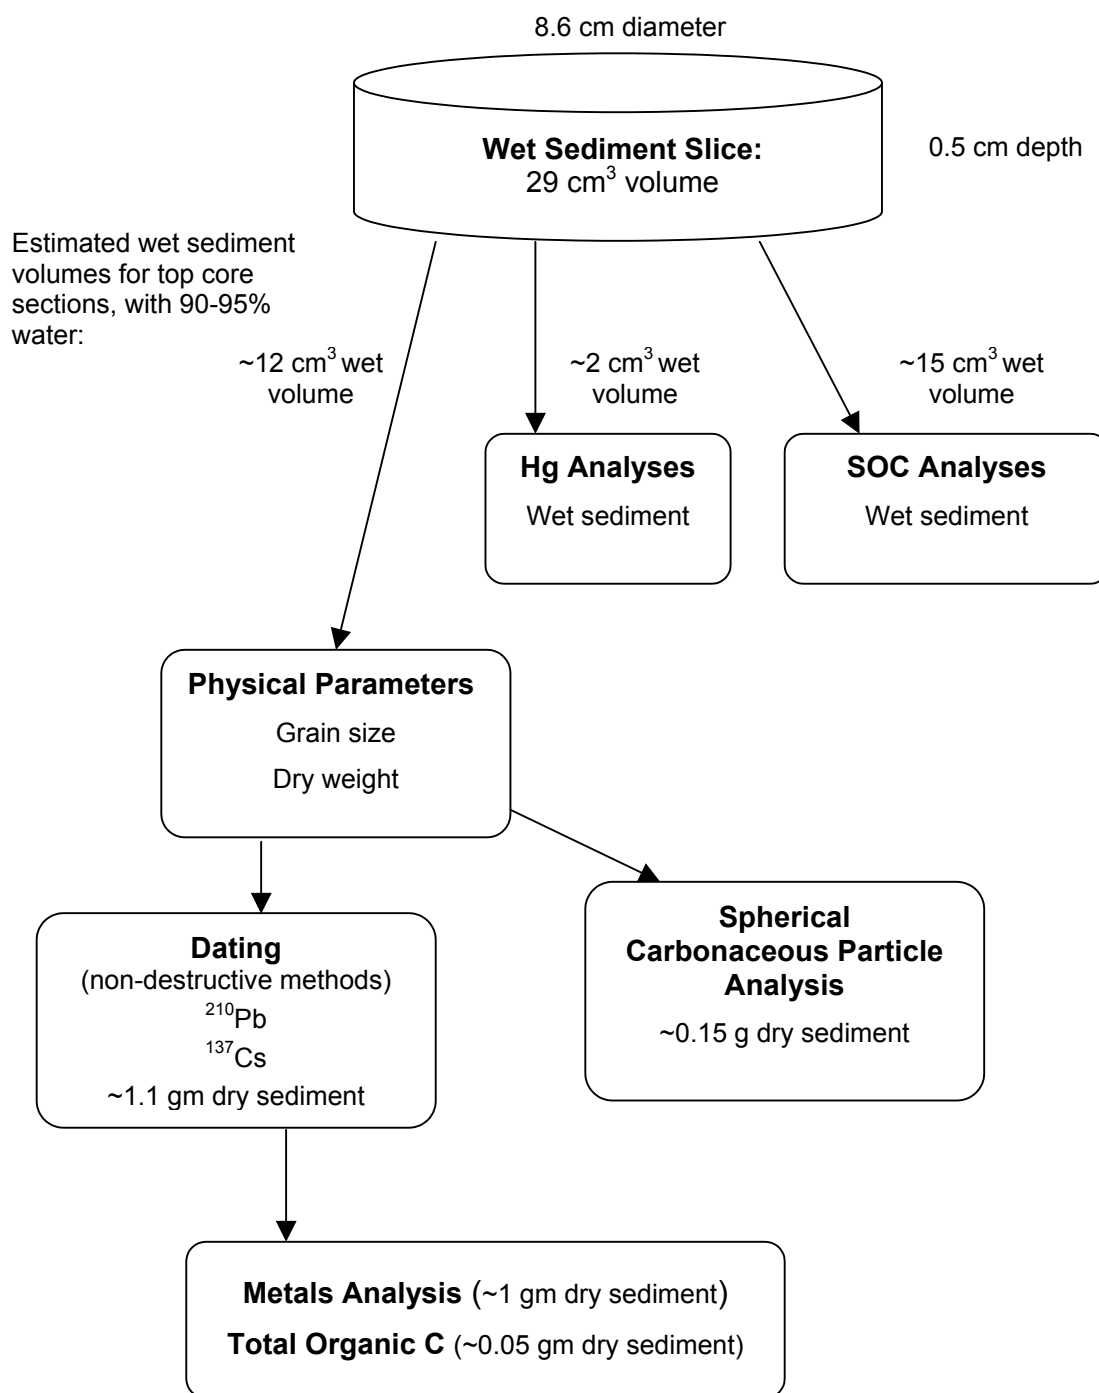 8.6 cm diameter
Wet Sediment Slice:
29 cm³ volume
0.5 cm depth
Estimated wet sediment
volumes for top core
sections, with 90-95%
water:
~12 cm³ wet
volume
~2 cm³ wet
volume
~15 cm³ wet
volume
Hg Analyses
Wet sediment
SOC Analyses
Wet sediment
Physical Parameters
Grain size
Dry weight
Dating
(non-destructive methods)
²¹⁰Pb
¹³⁷Cs
~1.1 gm dry sediment
Spherical
Carbonaceous Particle
Analysis
~0.15 g dry sediment
Metals Analysis (~1 gm dry sediment)
Total Organic C (~0.05 gm dry sediment)